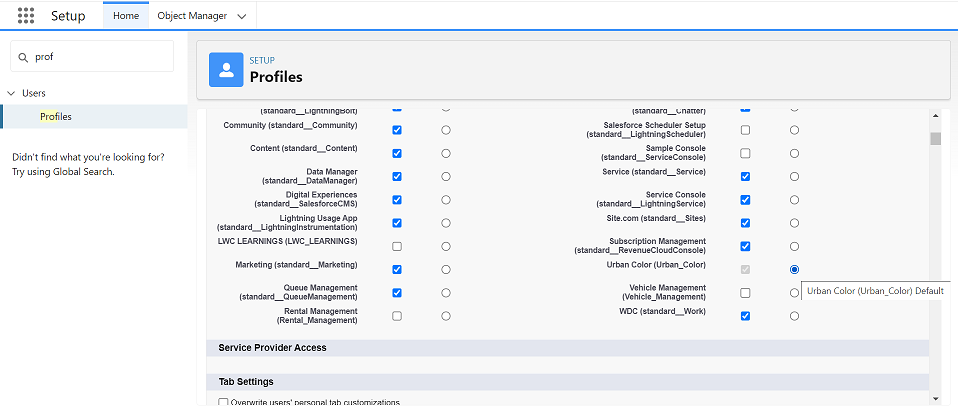 Setup
Home
Object Manager
prof
Users
Profiles
Didn't find what you're looking for?
Try using Global Search.
SETUP
Profiles
(standard__LightningBolt)
(standard__Chatter)
Community (standard__Community)
Salesforce Scheduler Setup
(standard__LightningScheduler)
Content (standard__Content)
Sample Console
(standard__ServiceConsole)
Data Manager
(standard__DataManager)
Service (standard__Service)
Digital Experiences
(standard__SalesforceCMS)
Service Console
(standard__LightningService)
Lightning Usage App
(standard__LightningInstrumentation)
Site.com (standard__Sites)
LWC LEARNINGS (LWC_LEARNINGS)
Subscription Management
(standard__RevenueCloudConsole)
Marketing (standard__Marketing)
Urban Color (Urban_Color)
Urban Color (Urban_Color) Default
Queue Management
(standard__QueueManagement)
Vehicle Management
(Vehicle_Management)
Rental Management
(Rental_Management)
WDC (standard__Work)
Service Provider Access
Tab Settings
Overwrite users' personal tab customizations